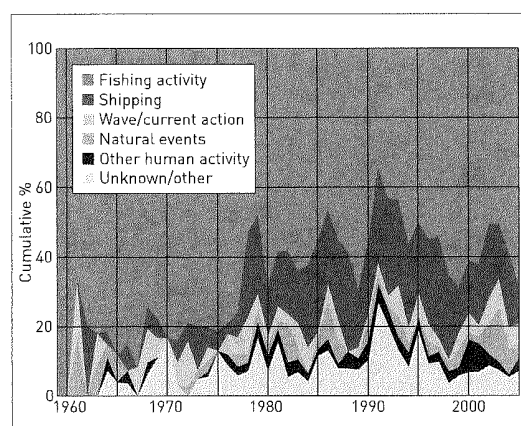 100
80
60
40
20
0
Cumulative %
Fishing activity
Shipping
Wave/current action
Natural events
Other human activity
Unknown/other
1960 1970 1980 1990 2000